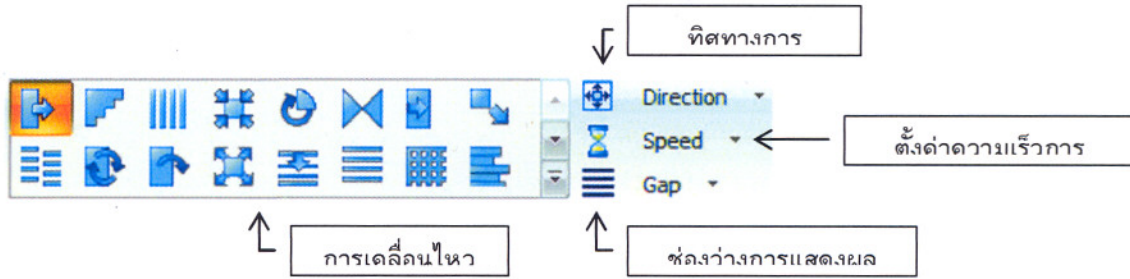 ทิศทางการ
Direction
Speed
ตั้งค่าความเร็วการ
Gap
การเคลื่อนไหว
ช่องว่างการแสดงผล